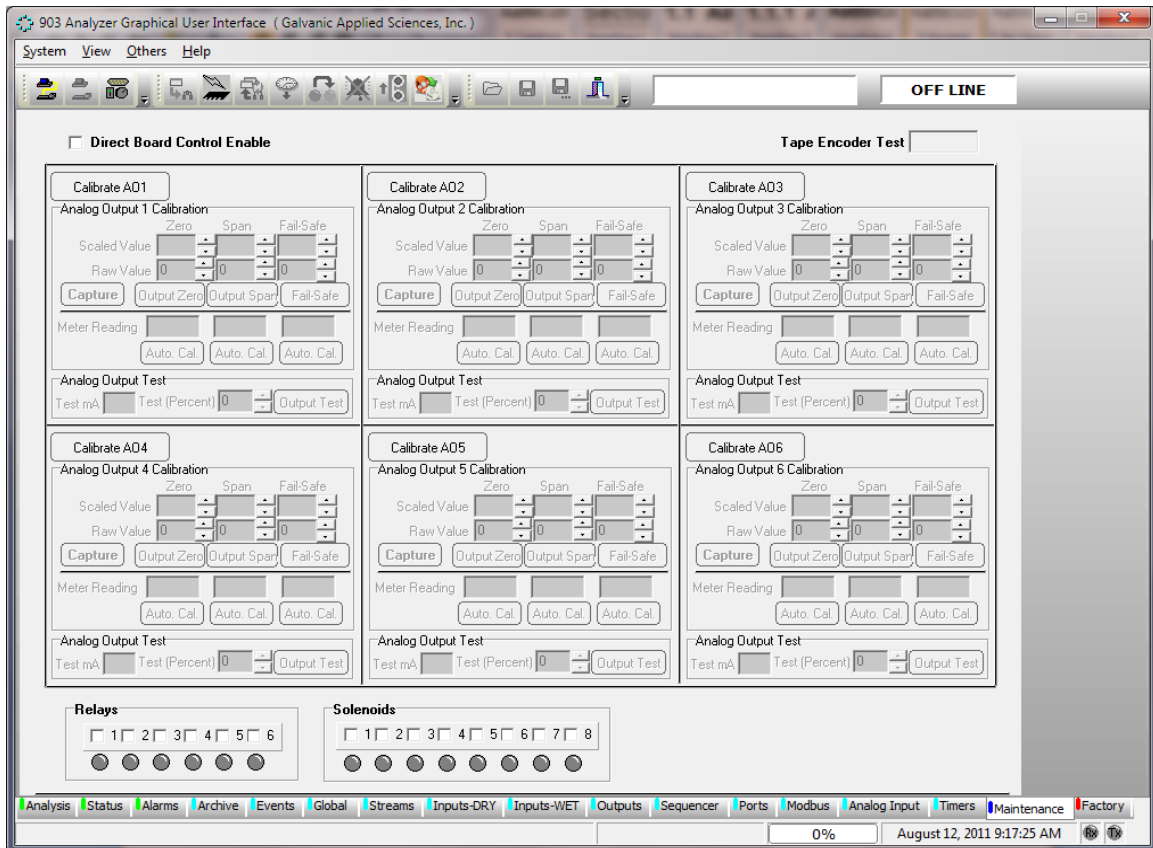 903 Analyzer Graphical User Interface ( Galvanic Applied Sciences, Inc. )
System View Others Help
OFF LINE
Direct Board Control Enable
Tape Encoder Test
Calibrate AO1
Analog Output 1 Calibration
Zero Span Fail-Safe
Scaled Value
Raw Value 0 0 0
Capture Output Zero Output Span Fail-Safe
Meter Reading
Auto. Cal. Auto. Cal. Auto. Cal.
Analog Output Test
Test mA Test (Percent) 0 Output Test
Calibrate AO2
Analog Output 2 Calibration
Zero Span Fail-Safe
Scaled Value
Raw Value 0 0 0
Capture Output Zero Output Span Fail-Safe
Meter Reading
Auto. Cal. Auto. Cal. Auto. Cal.
Analog Output Test
Test mA Test (Percent) 0 Output Test
Calibrate AO3
Analog Output 3 Calibration
Zero Span Fail-Safe
Scaled Value
Raw Value 0 0 0
Capture Output Zero Output Span Fail-Safe
Meter Reading
Auto. Cal. Auto. Cal. Auto. Cal.
Analog Output Test
Test mA Test (Percent) 0 Output Test
Calibrate AO4
Analog Output 4 Calibration
Zero Span Fail-Safe
Scaled Value
Raw Value 0 0 0
Capture Output Zero Output Span Fail-Safe
Meter Reading
Auto. Cal. Auto. Cal. Auto. Cal.
Analog Output Test
Test mA Test (Percent) 0 Output Test
Calibrate AO5
Analog Output 5 Calibration
Zero Span Fail-Safe
Scaled Value
Raw Value 0 0 0
Capture Output Zero Output Span Fail-Safe
Meter Reading
Auto. Cal. Auto. Cal. Auto. Cal.
Analog Output Test
Test mA Test (Percent) 0 Output Test
Calibrate AO6
Analog Output 6 Calibration
Zero Span Fail-Safe
Scaled Value
Raw Value 0 0 0
Capture Output Zero Output Span Fail-Safe
Meter Reading
Auto. Cal. Auto. Cal. Auto. Cal.
Analog Output Test
Test mA Test (Percent) 0 Output Test
Relays
1 2 3 4 5 6
Solenoids
1 2 3 4 5 6 7 8
Analysis Status Alarms Archive Events Global Streams Inputs-DRY Inputs-WET Outputs Sequencer Ports Modbus Analog Input Timers Maintenance Factory
0% August 12, 2011 9:17:25 AM Rx Tx